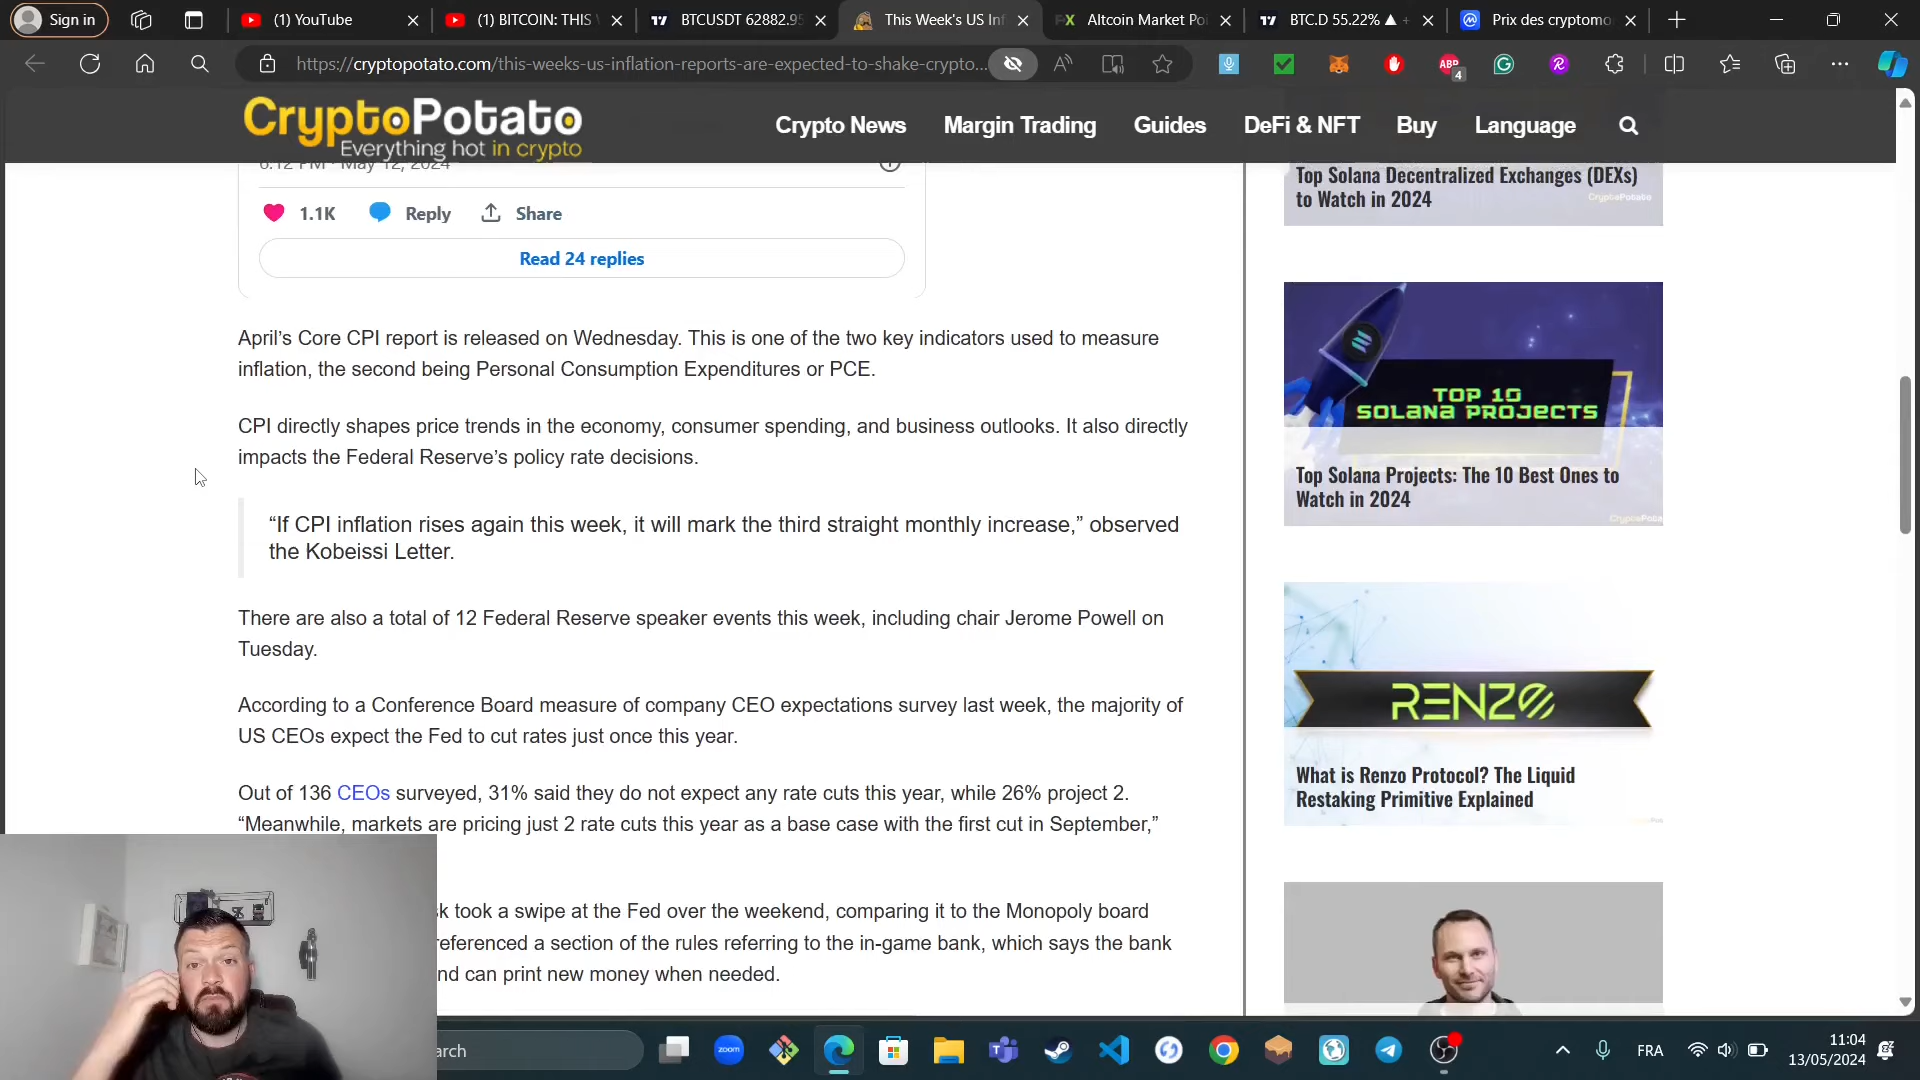 Sign in
(1) YouTube
(1) BITCOIN: THIS
BTCUSDT 62882.95
This Week's US Inf
Altcoin Market Po
BTC.D 55.22% ▲ +
Prix des cryptomo
https://cryptopotato.com/this-weeks-us-inflation-reports-are-expected-to-shake-crypto...
ABP
4
CryptoPotato
Everything hot in crypto
Crypto News
Margin Trading
Guides
DeFi & NFT
Buy
Language
6:12 PM · May 12, 2024
1.1K
Reply
Share
Read 24 replies
April’s Core CPI report is released on Wednesday. This is one of the two key indicators used to measure
inflation, the second being Personal Consumption Expenditures or PCE.
CPI directly shapes price trends in the economy, consumer spending, and business outlooks. It also directly
impacts the Federal Reserve’s policy rate decisions.
“If CPI inflation rises again this week, it will mark the third straight monthly increase,” observed
the Kobeissi Letter.
There are also a total of 12 Federal Reserve speaker events this week, including chair Jerome Powell on
Tuesday.
According to a Conference Board measure of company CEO expectations survey last week, the majority of
US CEOs expect the Fed to cut rates just once this year.
Out of 136 CEOs surveyed, 31% said they do not expect any rate cuts this year, while 26% project 2.
“Meanwhile, markets are pricing just 2 rate cuts this year as a base case with the first cut in September,”
sk took a swipe at the Fed over the weekend, comparing it to the Monopoly board
referenced a section of the rules referring to the in-game bank, which says the bank
nd can print new money when needed.
Top Solana Decentralized Exchanges (DEXs)
to Watch in 2024
CryptoPotato
TOP 10
SOLANA PROJECTS
Top Solana Projects: The 10 Best Ones to
Watch in 2024
CryptoPota
RENZO
What is Renzo Protocol? The Liquid
Restaking Primitive Explained
arch
zoom
FRA
11:04
13/05/2024